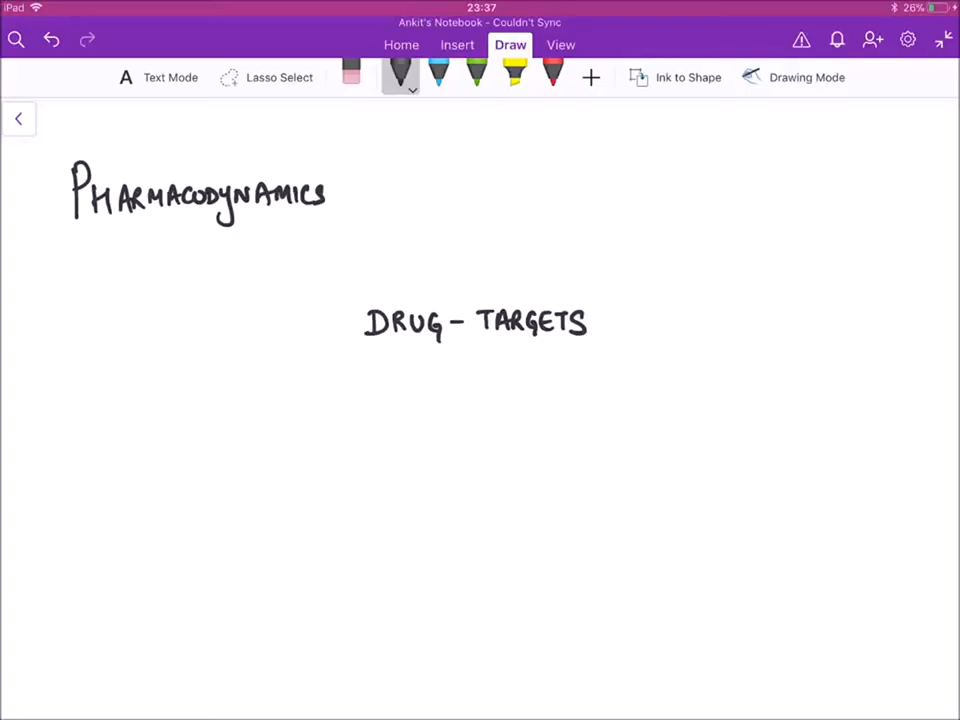 iPad 23:37 26%
Ankit's Notebook - Couldn't Sync
Home Insert Draw View
Text Mode Lasso Select Ink to Shape Drawing Mode
PHARMACODYNAMICS
DRUG - TARGETS